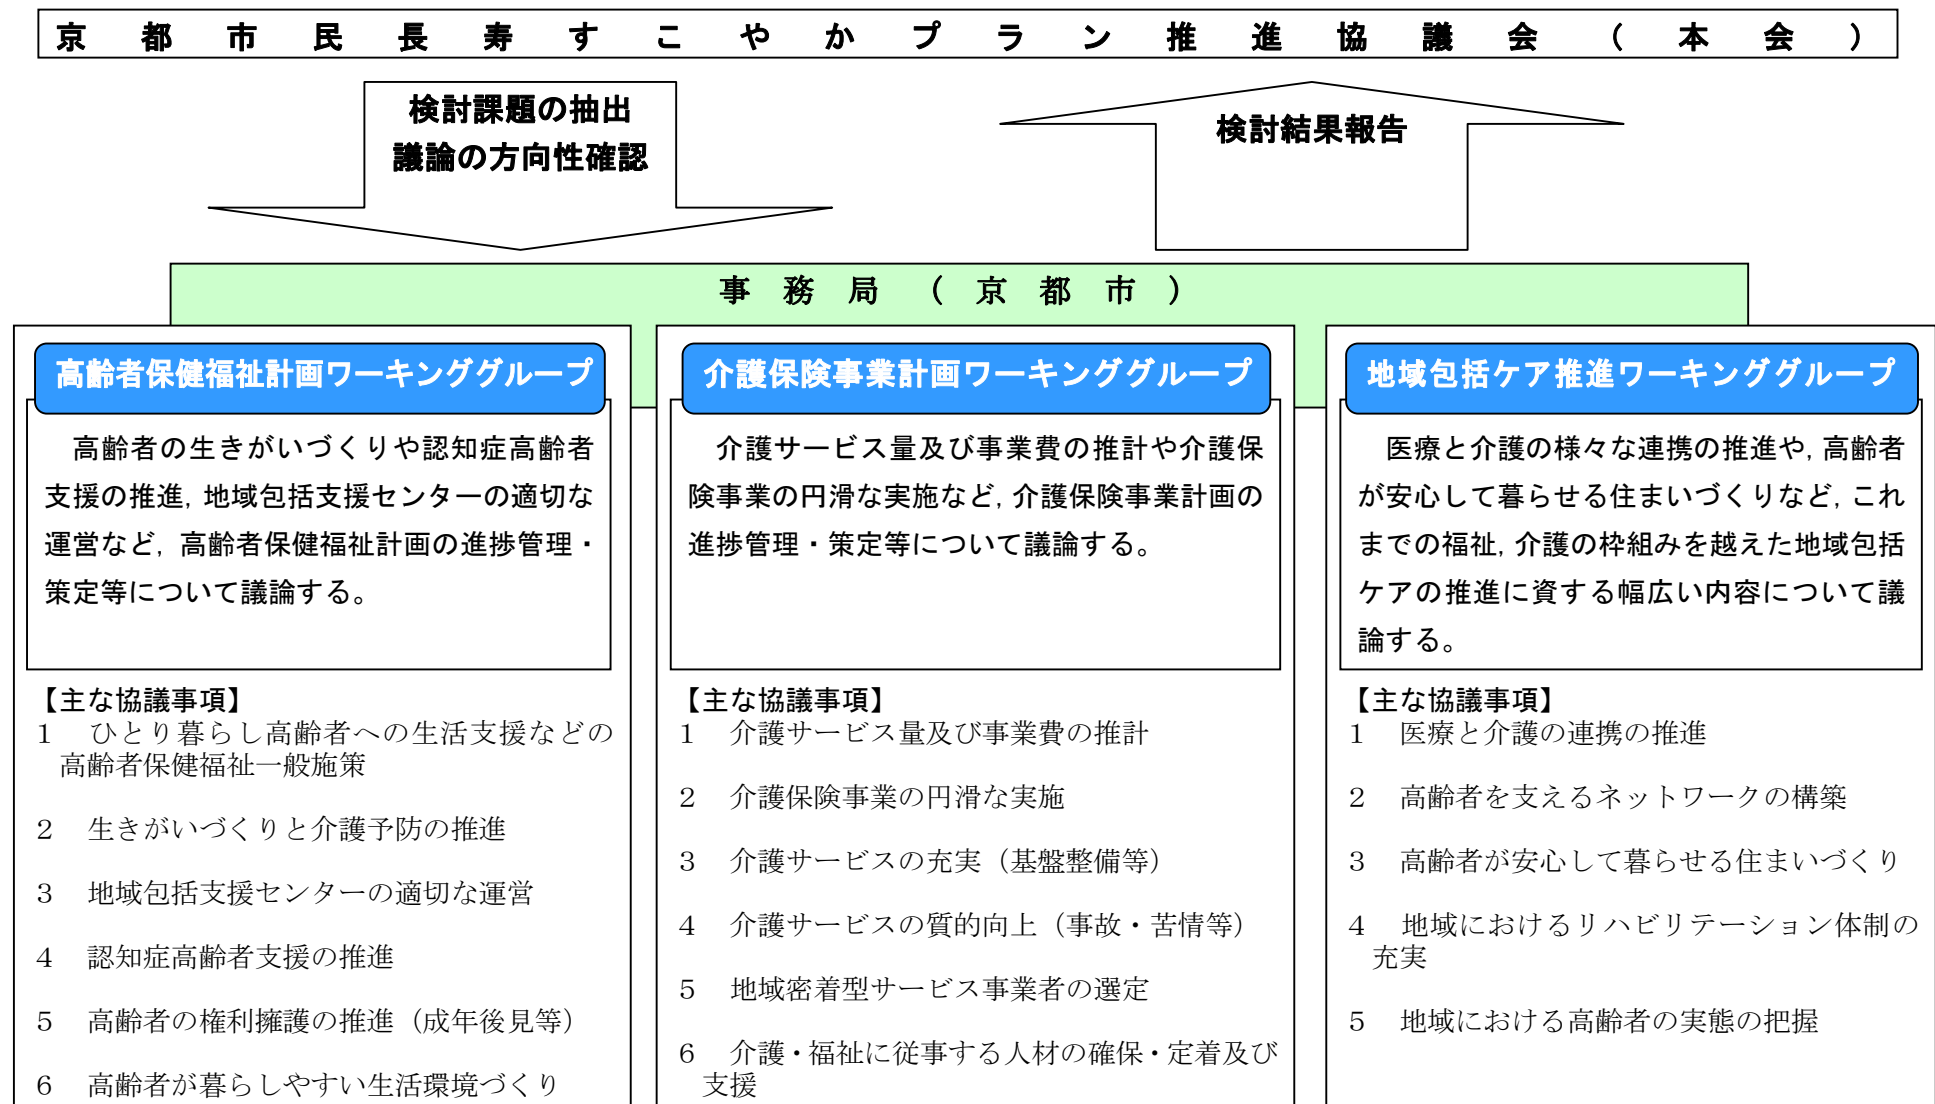 京都市民長寿すこやかプラン推進協議会（本会）
検討課題の抽出
議論の方向性確認
検討結果報告
事務局（京都市）
高齢者保健福祉計画ワーキンググループ
高齢者の生きがいづくりや認知症高齢者
支援の推進，地域包括支援センターの適切な
運営など，高齢者保健福祉計画の進捗管理・
策定等について議論する。
【主な協議事項】
１　ひとり暮らし高齢者への生活支援などの
高齢者保健福祉一般施策
２　生きがいづくりと介護予防の推進
３　地域包括支援センターの適切な運営
４　認知症高齢者支援の推進
５　高齢者の権利擁護の推進（成年後見等）
６　高齢者が暮らしやすい生活環境づくり
介護保険事業計画ワーキンググループ
介護サービス量及び事業費の推計や介護保
険事業の円滑な実施など，介護保険事業計画の
進捗管理・策定等について議論する。
【主な協議事項】
１　介護サービス量及び事業費の推計
２　介護保険事業の円滑な実施
３　介護サービスの充実（基盤整備等）
４　介護サービスの質的向上（事故・苦情等）
５　地域密着型サービス事業者の選定
６　介護・福祉に従事する人材の確保・定着及び
支援
地域包括ケア推進ワーキンググループ
医療と介護の様々な連携の推進や，高齢者
が安心して暮らせる住まいづくりなど，これ
までの福祉，介護の枠組みを越えた地域包括
ケアの推進に資する幅広い内容について議
論する。
【主な協議事項】
１　医療と介護の連携の推進
２　高齢者を支えるネットワークの構築
３　高齢者が安心して暮らせる住まいづくり
４　地域におけるリハビリテーション体制の
充実
５　地域における高齢者の実態の把握